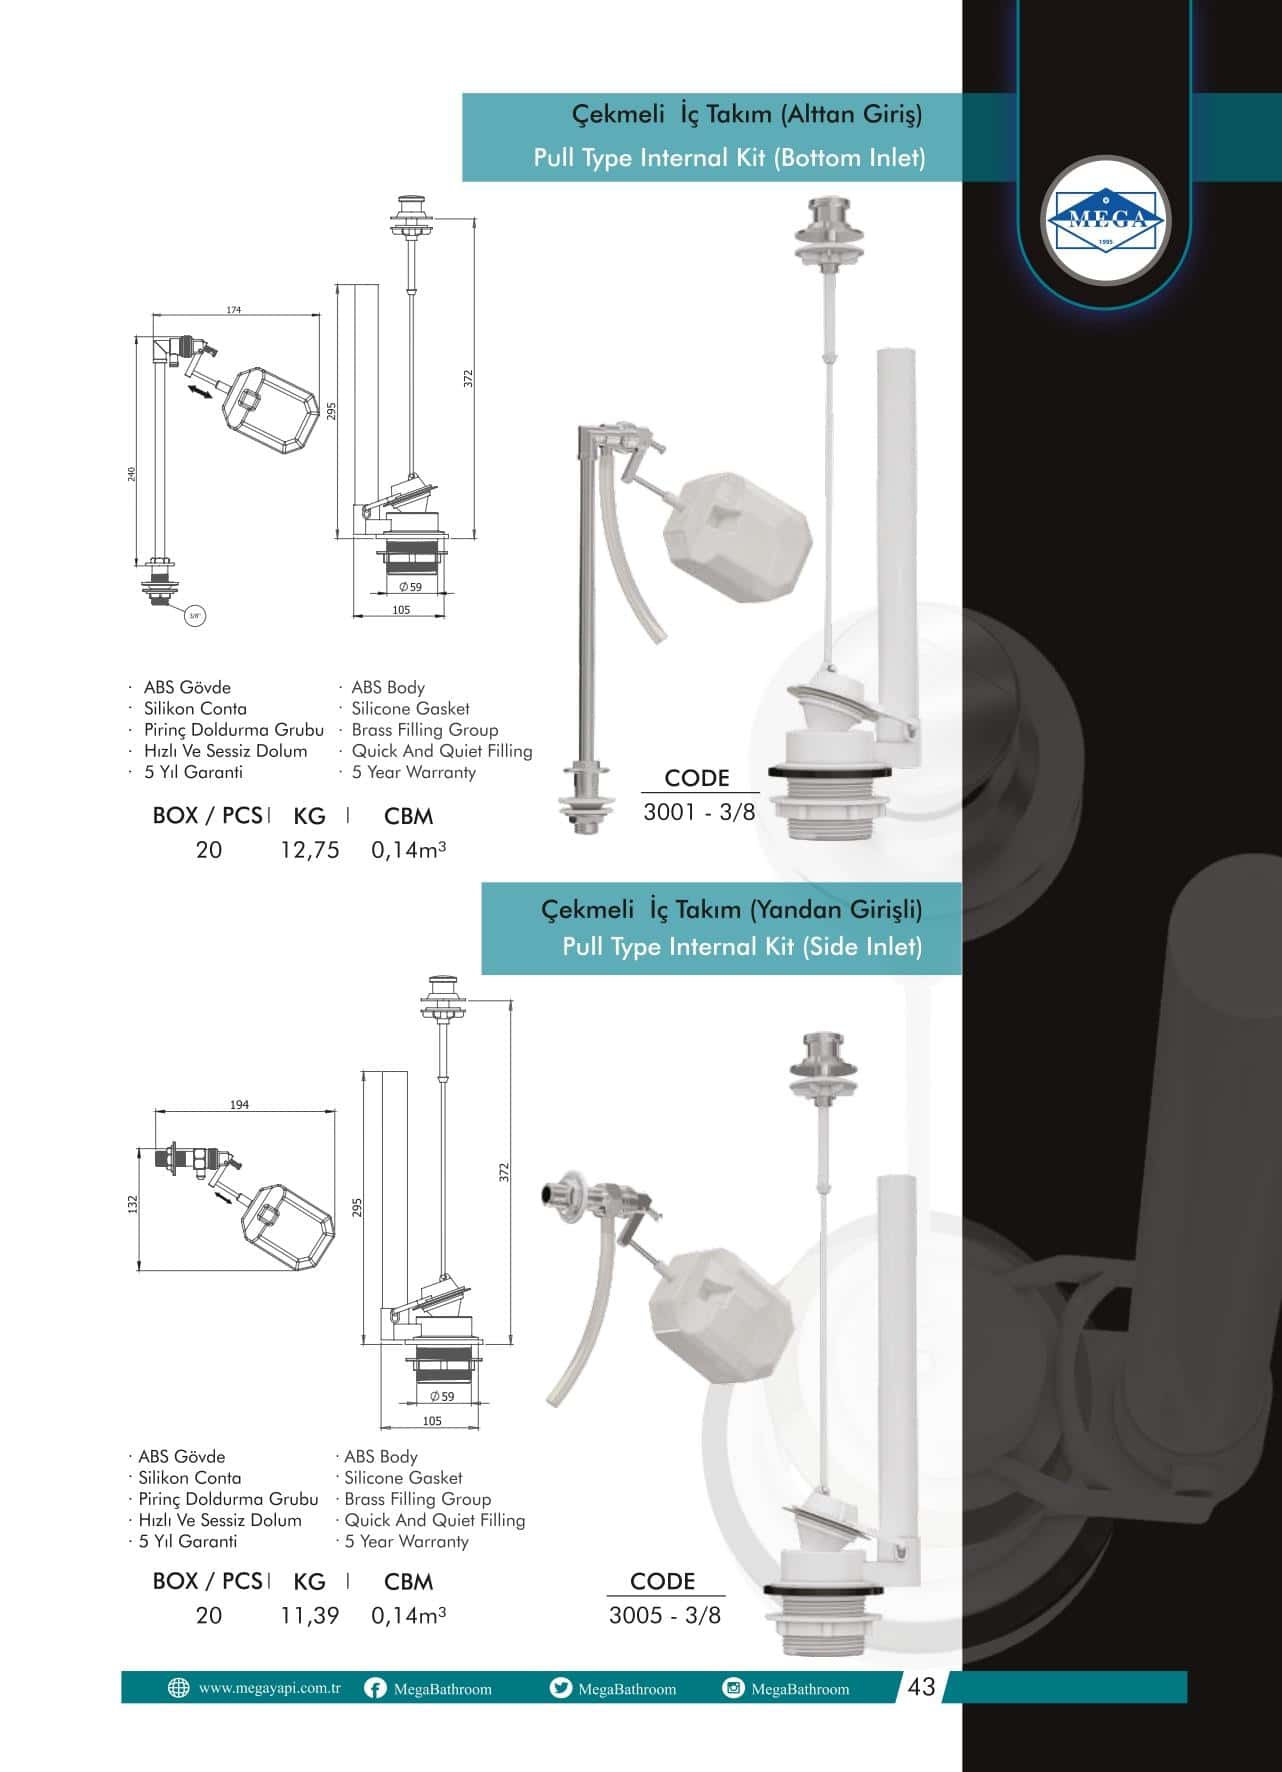 Çekmeli İç Takım (Alttan Giriş)
Pull Type Internal Kit (Bottom Inlet)
MEGA
1995
174
240
3/8"
295
372
Ø 59
105
· ABS Gövde
· Silikon Conta
· Pirinç Doldurma Grubu
· Hızlı Ve Sessiz Dolum
· 5 Yıl Garanti
· ABS Body
· Silicone Gasket
· Brass Filling Group
· Quick And Quiet Filling
· 5 Year Warranty
BOX / PCS | KG | CBM
20 12,75 0,14m³
CODE
3001 - 3/8
Çekmeli İç Takım (Yandan Girişli)
Pull Type Internal Kit (Side Inlet)
194
132
295
372
Ø 59
105
· ABS Gövde
· Silikon Conta
· Pirinç Doldurma Grubu
· Hızlı Ve Sessiz Dolum
· 5 Yıl Garanti
· ABS Body
· Silicone Gasket
· Brass Filling Group
· Quick And Quiet Filling
· 5 Year Warranty
BOX / PCS | KG | CBM
20 11,39 0,14m³
CODE
3005 - 3/8
www.megayapi.com.tr MegaBathroom MegaBathroom MegaBathroom 43